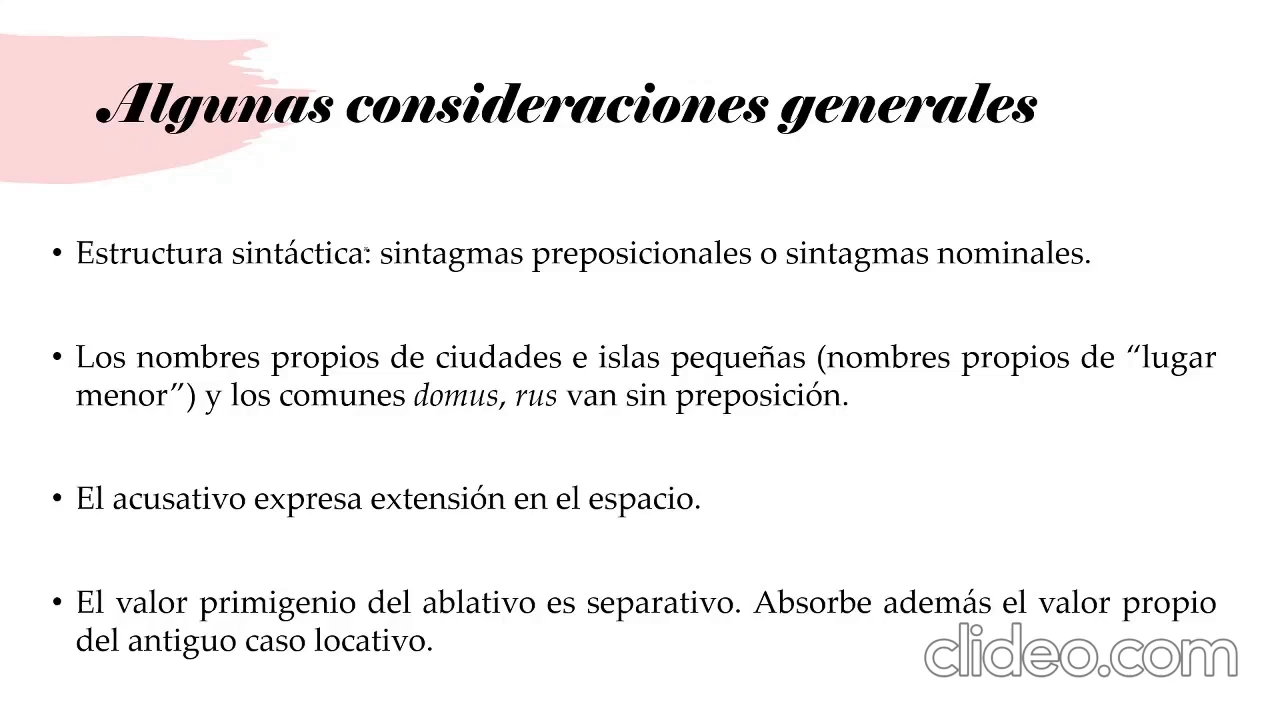 Algunas consideraciones generales
• Estructura sintáctica: sintagmas preposicionales o sintagmas nominales.
• Los nombres propios de ciudades e islas pequeñas (nombres propios de “lugar
menor”) y los comunes domus, rus van sin preposición.
• El acusativo expresa extensión en el espacio.
• El valor primigenio del ablativo es separativo. Absorbe además el valor propio
del antiguo caso locativo.
clideo.com